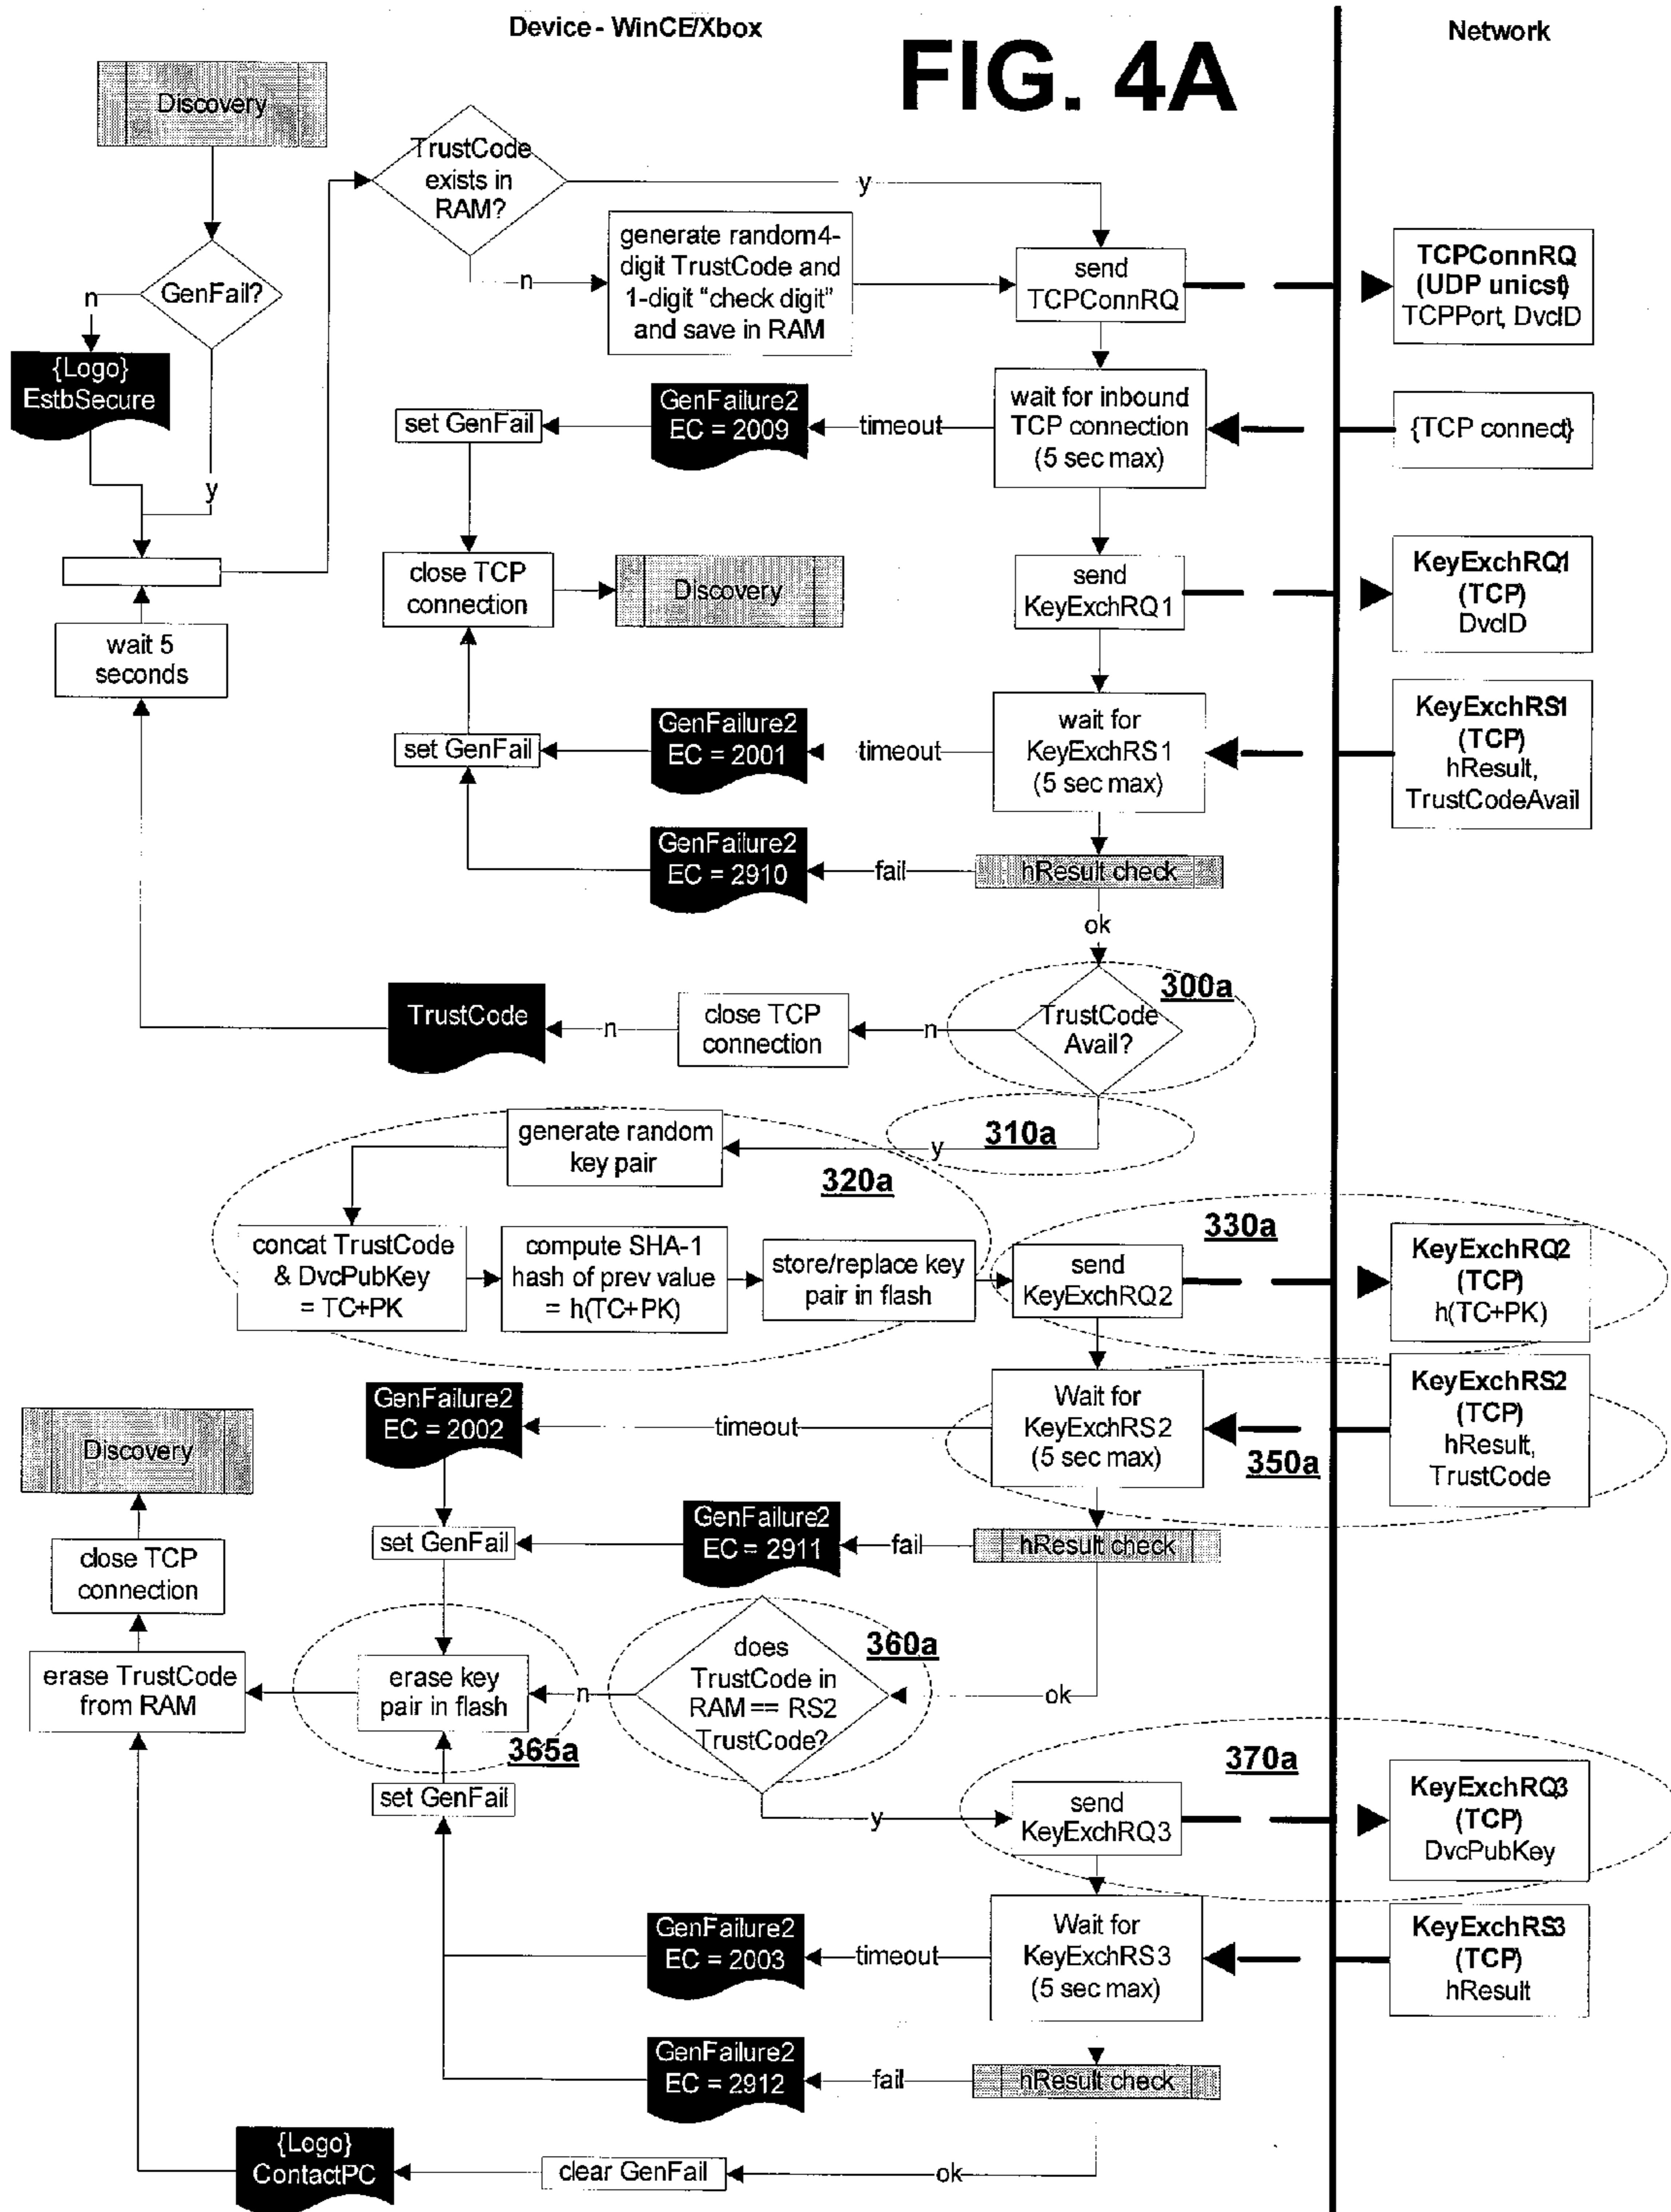 Device - WinCE/Xbox
FIG. 4A
Network
Discovery
GenFail?
n
y
{Logo}
EstbSecure
wait 5
seconds
TrustCode
exists in
RAM?
y
n
generate random 4-
digit TrustCode and
1-digit "check digit"
and save in RAM
send
TCPConnRQ
TCPConnRQ
(UDP unicst)
TCPPort, DvcID
wait for inbound
TCP connection
(5 sec max)
{TCP connect}
timeout
GenFailure2
EC = 2009
set GenFail
close TCP
connection
Discovery
send
KeyExchRQ1
KeyExchRQ1
(TCP)
DvcID
wait for
KeyExchRS1
(5 sec max)
KeyExchRS1
(TCP)
hResult,
TrustCodeAvail
timeout
GenFailure2
EC = 2001
set GenFail
hResult check
fail
GenFailure2
EC = 2910
ok
300a
TrustCode
Avail?
n
close TCP
connection
n
TrustCode
310a
y
generate random
key pair
320a
concat TrustCode
& DvcPubKey
= TC+PK
compute SHA-1
hash of prev value
= h(TC+PK)
store/replace key
pair in flash
330a
send
KeyExchRQ2
KeyExchRQ2
(TCP)
h(TC+PK)
Wait for
KeyExchRS2
(5 sec max)
350a
KeyExchRS2
(TCP)
hResult,
TrustCode
timeout
GenFailure2
EC = 2002
set GenFail
hResult check
fail
GenFailure2
EC = 2911
ok
Discovery
close TCP
connection
erase TrustCode
from RAM
erase key
pair in flash
365a
n
does
TrustCode in
RAM == RS2
TrustCode?
360a
set GenFail
y
370a
send
KeyExchRQ3
KeyExchRQ3
(TCP)
DvcPubKey
Wait for
KeyExchRS3
(5 sec max)
KeyExchRS3
(TCP)
hResult
timeout
GenFailure2
EC = 2003
hResult check
fail
GenFailure2
EC = 2912
ok
clear GenFail
{Logo}
ContactPC